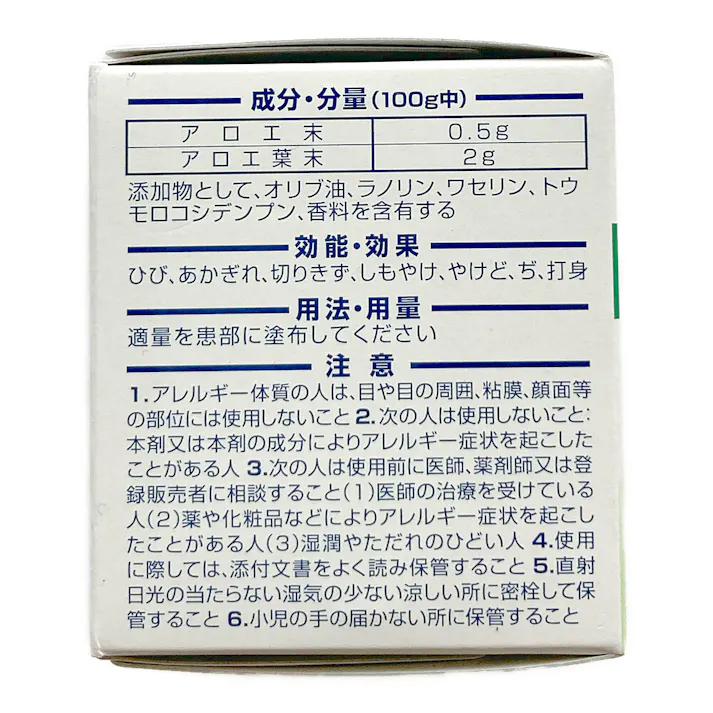 成分・分量(100g中)
アロエ末 0.5g
アロエ葉末 2g
添加物として、オリブ油、ラノリン、ワセリン、トウ
モロコシデンプン、香料を含有する
効能・効果
ひび、あかぎれ、切りきず、しもやけ、やけど、ぢ、打身
用法・用量
適量を患部に塗布してください
注意
1.アレルギー体質の人は、目や目の周囲、粘膜、顔面等
の部位には使用しないこと 2.次の人は使用しないこと:
本剤又は本剤の成分によりアレルギー症状を起こした
ことがある人 3.次の人は使用前に医師、薬剤師又は登
録販売者に相談すること(1)医師の治療を受けている
人(2)薬や化粧品などによりアレルギー症状を起こし
たことがある人(3)湿潤やただれのひどい人 4.使用
に際しては、添付文書をよく読み保管すること 5.直射
日光の当たらない湿気の少ない涼しい所に密栓して保
管すること 6.小児の手の届かない所に保管すること